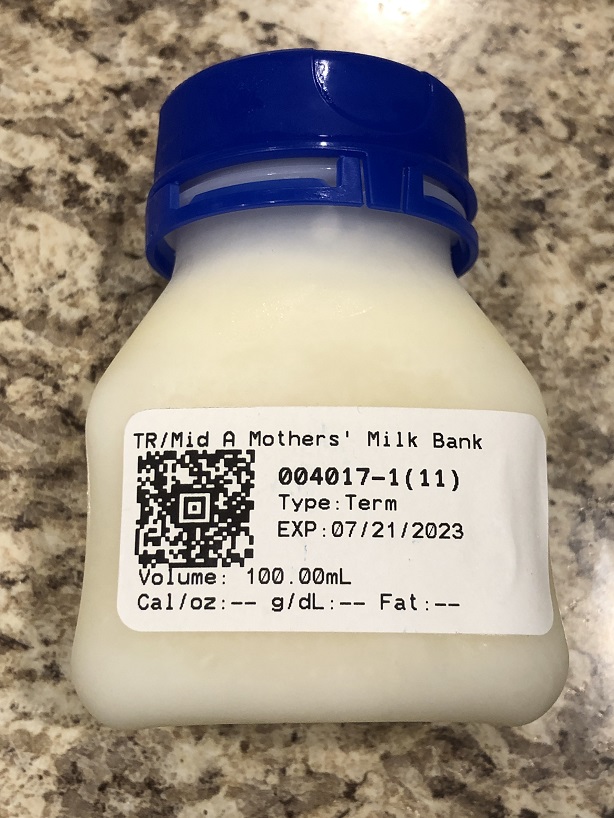 TR/Mid A Mothers' Milk Bank
004017-1(11)
Type:Term
EXP:07/21/2023
Volume: 100.00mL
Cal/oz:-- g/dL:-- Fat:--